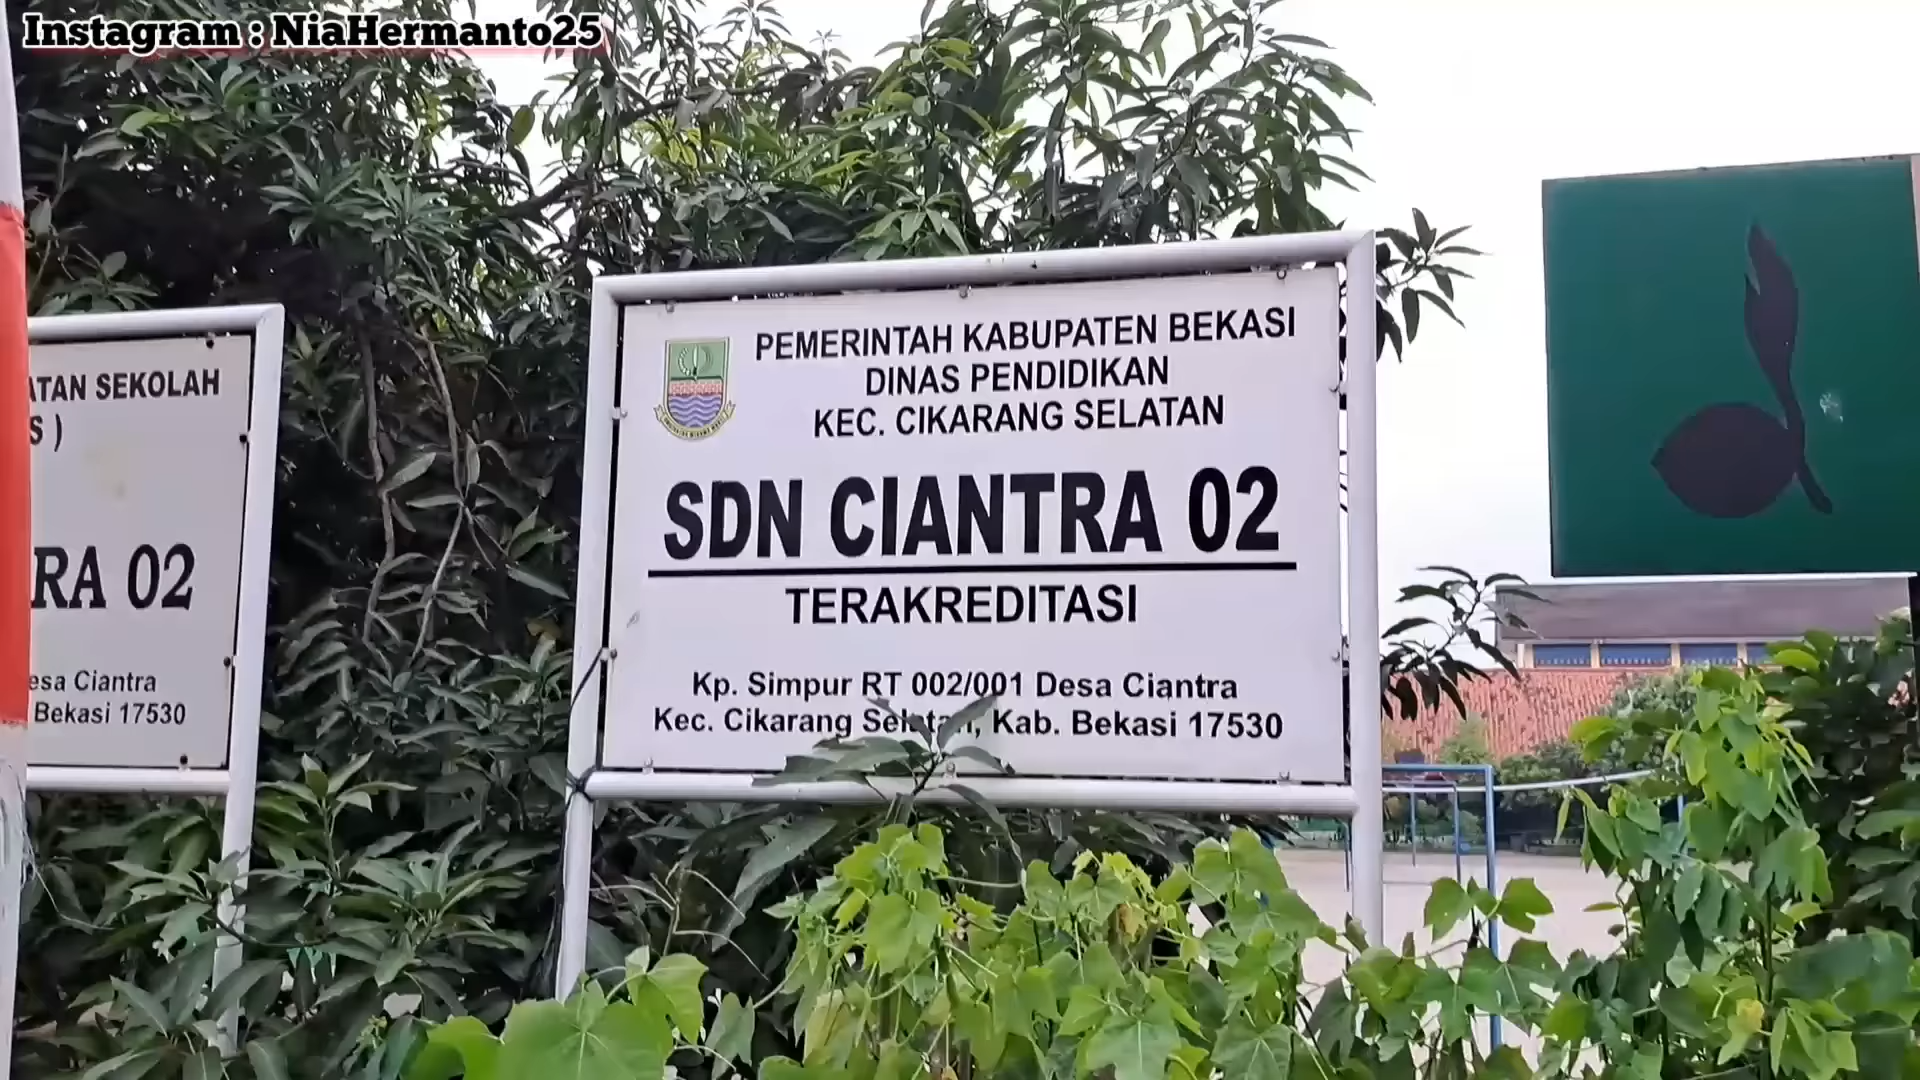 Instagram : NiaHermanto25
ATAN SEKOLAH
S )
RA 02
esa Ciantra
Bekasi 17530
PEMERINTAH KABUPATEN BEKASI
DINAS PENDIDIKAN
KEC. CIKARANG SELATAN
SDN CIANTRA 02
TERAKREDITASI
Kp. Simpur RT 002/001 Desa Ciantra
Kec. Cikarang Selatan, Kab. Bekasi 17530